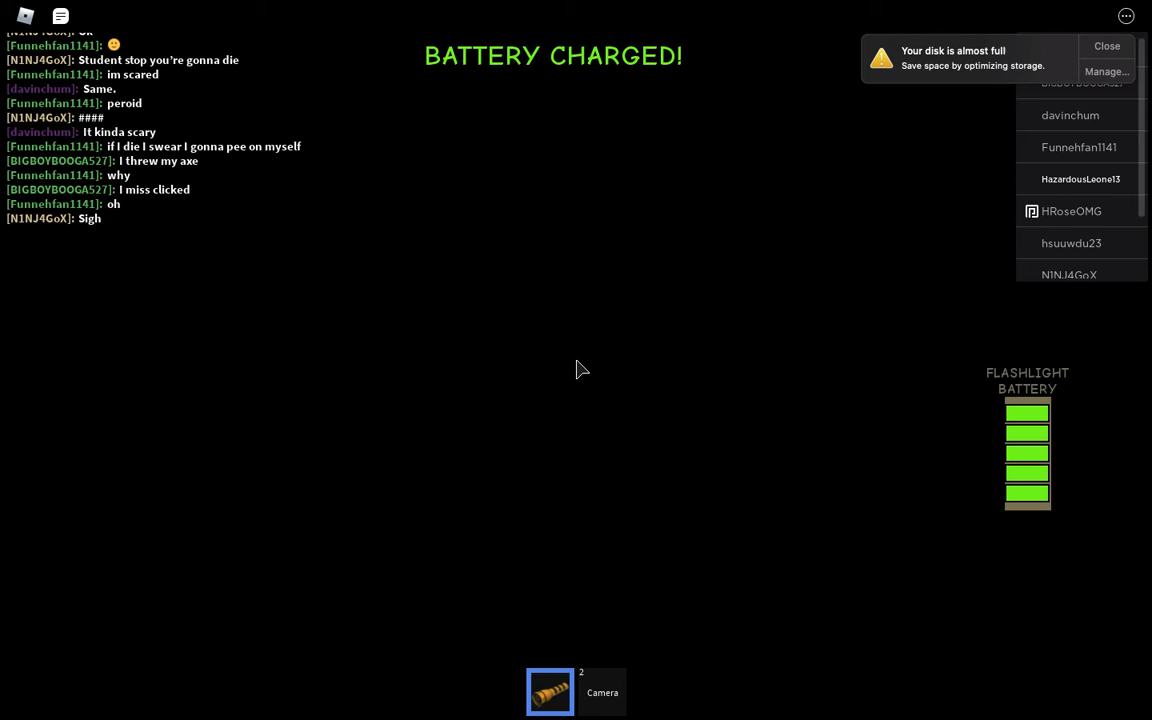 [N1NJ4GoX]: Ok
[Funnehfan1141]: 🙂
[N1NJ4GoX]: Student stop you're gonna die
[Funnehfan1141]: im scared
[davinchum]: Same.
[Funnehfan1141]: peroid
[N1NJ4GoX]: ####
[davinchum]: It kinda scary
[Funnehfan1141]: if I die I swear I gonna pee on myself
[BIGBOYBOOGA527]: I threw my axe
[Funnehfan1141]: why
[BIGBOYBOOGA527]: I miss clicked
[Funnehfan1141]: oh
[N1NJ4GoX]: Sigh
BATTERY CHARGED!
Your disk is almost full
Save space by optimizing storage.
Close
Manage...
BIGBOYBOOGA527
davinchum
Funnehfan1141
HazardousLeone13
HRoseOMG
hsuuwdu23
N1NJ4GoX
FLASHLIGHT
BATTERY
2
Camera